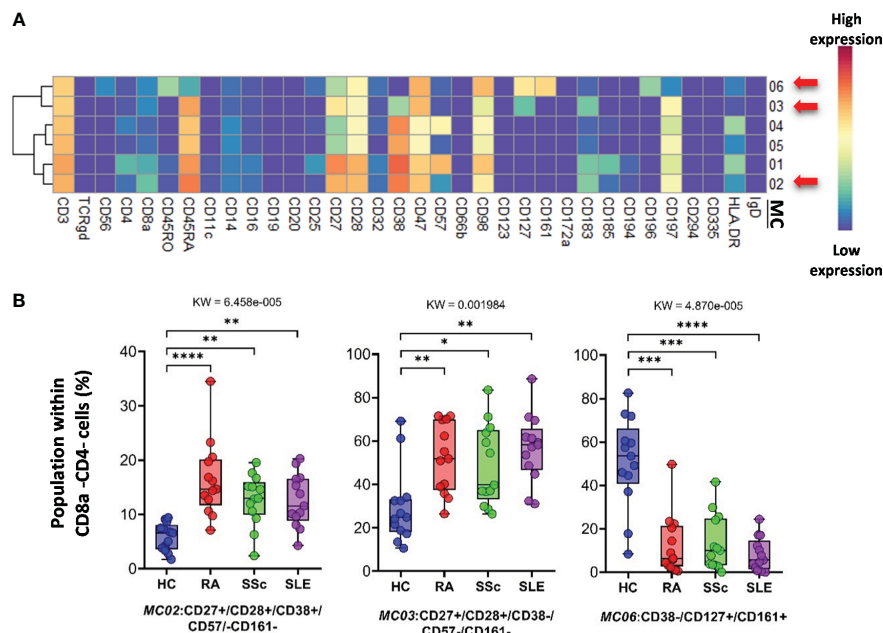 A
High
expression
06
03
04
05
01
02
MC
CD3
TCRgd
CD56
CD4
CD8a
CD45RO
CD45RA
CD11c
CD14
CD16
CD19
CD20
CD25
CD27
CD28
CD32
CD38
CD47
CD57
CD66b
CD98
CD123
CD127
CD161
CD172a
CD183
CD185
CD194
CD196
CD197
CD294
CD335
HLA.DR
IgD
Low
expression
B
Population within
CD8a -CD4- cells (%)
KW = 6.458e-005
**
**
****
40
30
20
10
0
HC RA SSc SLE
MC02:CD27+/CD28+/CD38+/
CD57/-CD161-
KW = 0.001984
**
*
**
100
80
60
40
20
0
HC RA SSc SLE
MC03:CD27+/CD28+/CD38-/
CD57-/CD161-
KW = 4.870e-005
****
***
***
100
80
60
40
20
0
HC RA SSc SLE
MC06:CD38-/CD127+/CD161+